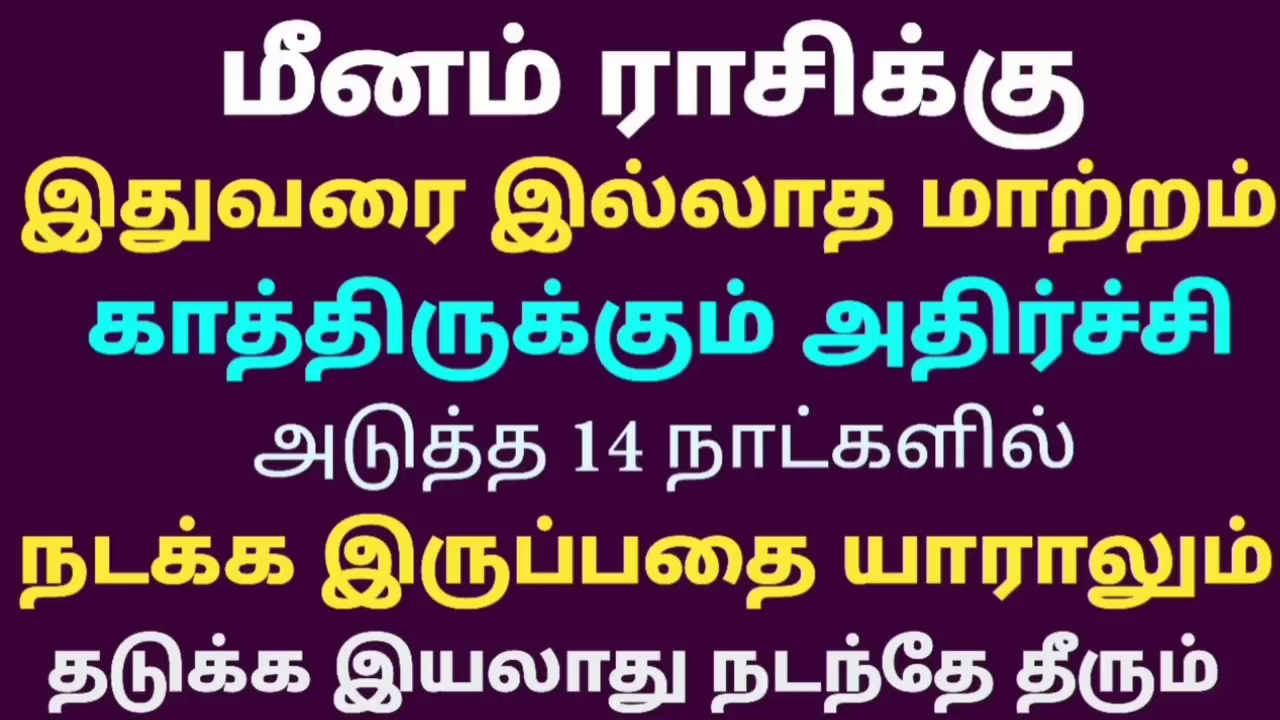 மீனம் ராசிக்கு
இதுவரை இல்லாத மாற்றம்
காத்திருக்கும் அதிர்ச்சி
அடுத்த 14 நாட்களில்
நடக்க இருப்பதை யாராலும்
தடுக்க இயலாது நடந்தே தீரும்